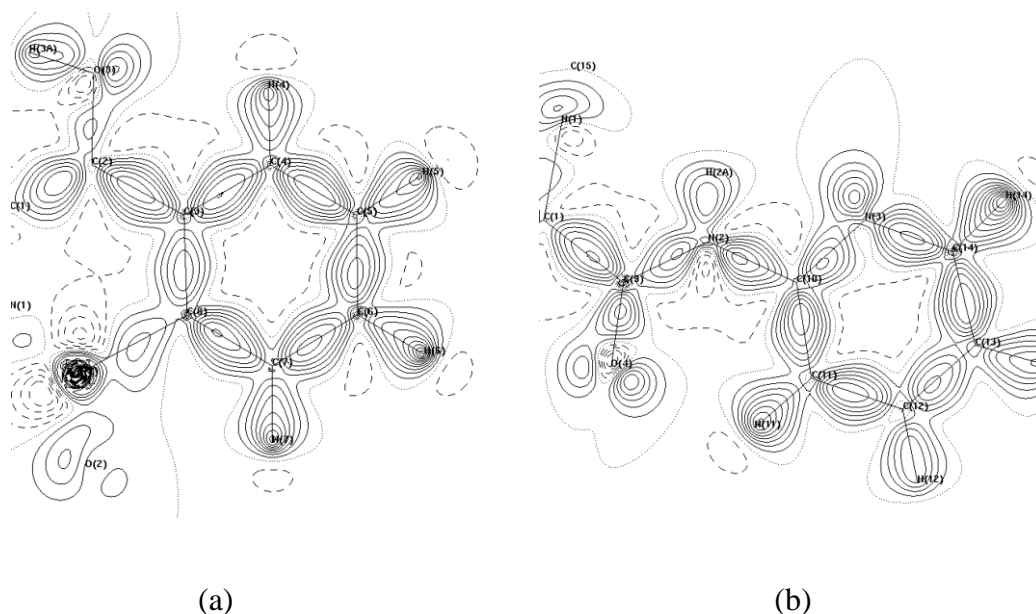 H(3A)
O(3)
H(4)
C(2)
C(4)
H(5)
C(1)
C(3)
C(5)
N(1)
C(8)
C(6)
H(6)
C(7)
H(7)
O(2)
(a)
C(15)
N(1)
H(2A)
H(14)
C(1)
N(2)
N(3)
C(14)
C(9)
C(10)
O(4)
C(13)
C(11)
C(12)
H(11)
H(12)
(b)